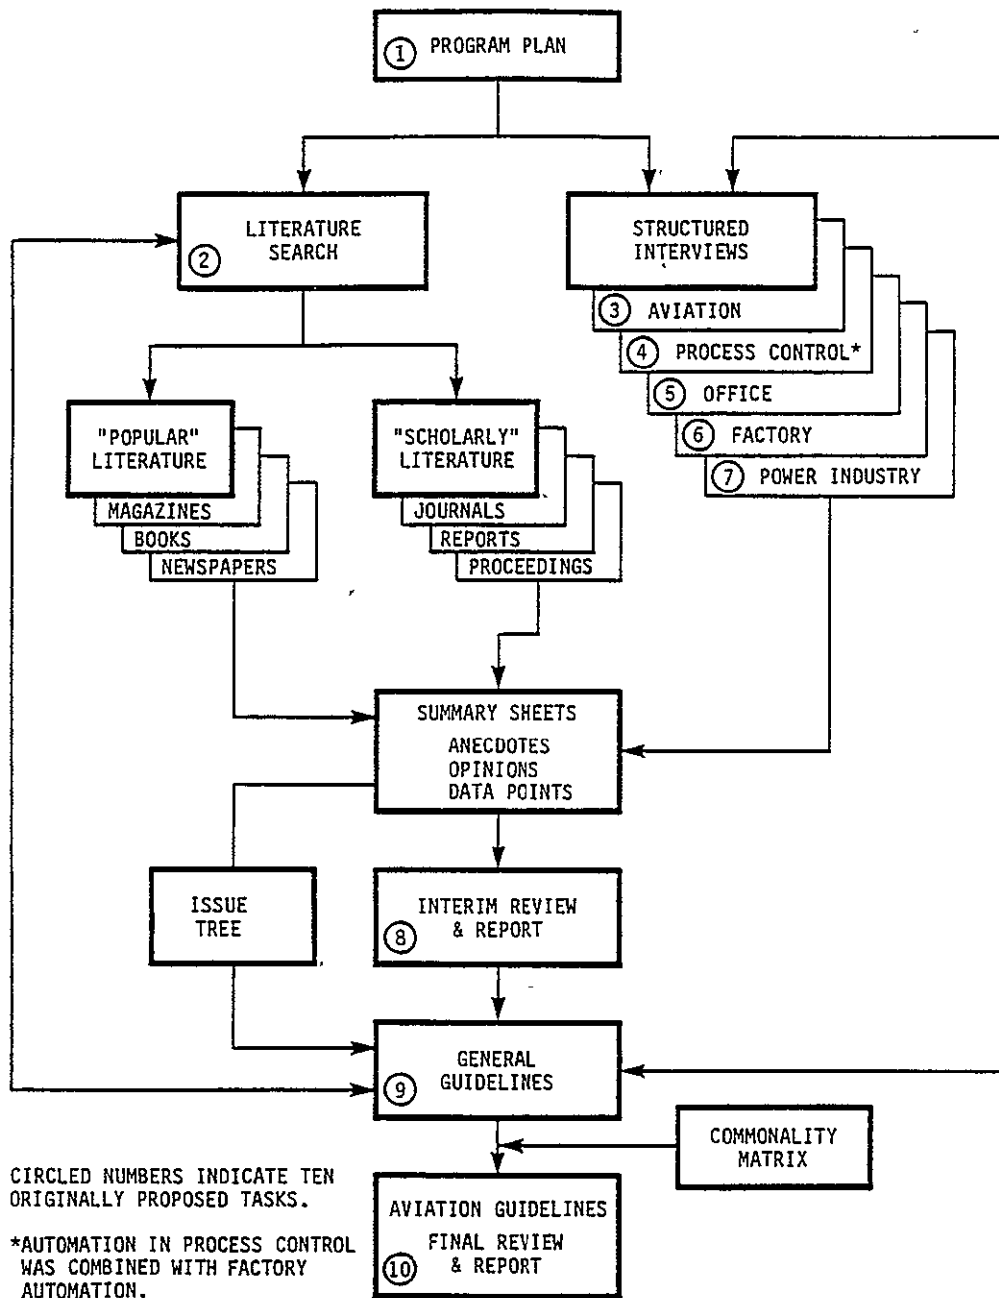 1 PROGRAM PLAN
LITERATURE
SEARCH
2
STRUCTURED
INTERVIEWS
3 AVIATION
4 PROCESS CONTROL*
5 OFFICE
6 FACTORY
7 POWER INDUSTRY
"POPULAR"
LITERATURE
MAGAZINES
BOOKS
NEWSPAPERS
"SCHOLARLY"
LITERATURE
JOURNALS
REPORTS
PROCEEDINGS
SUMMARY SHEETS
ANECDOTES
OPINIONS
DATA POINTS
ISSUE
TREE
INTERIM REVIEW
& REPORT
8
GENERAL
GUIDELINES
9
COMMONALITY
MATRIX
AVIATION GUIDELINES
FINAL REVIEW
& REPORT
10
CIRCLED NUMBERS INDICATE TEN
ORIGINALLY PROPOSED TASKS.
*AUTOMATION IN PROCESS CONTROL
WAS COMBINED WITH FACTORY
AUTOMATION.